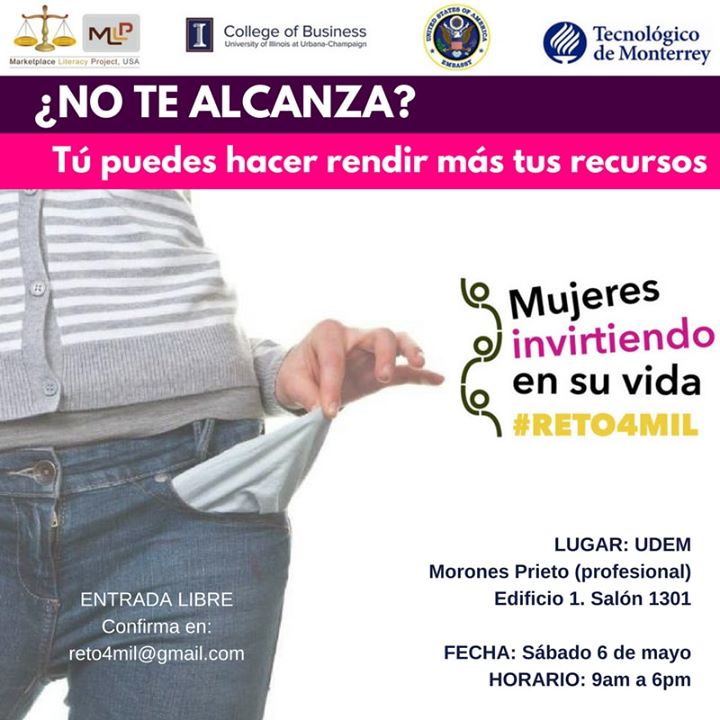 MLP
Marketplace Literacy Project, USA
I
College of Business
University of Illinois at Urbana-Champaign
UNITED STATES OF AMERICA
EMBASSY
Tecnológico
de Monterrey
¿NO TE ALCANZA?
Tú puedes hacer rendir más tus recursos
Mujeres
invirtiendo
en su vida
#RETO4MIL
LUGAR: UDEM
Morones Prieto (profesional)
Edificio 1. Salón 1301
ENTRADA LIBRE
Confirma en:
reto4mil@gmail.com
FECHA: Sábado 6 de mayo
HORARIO: 9am a 6pm